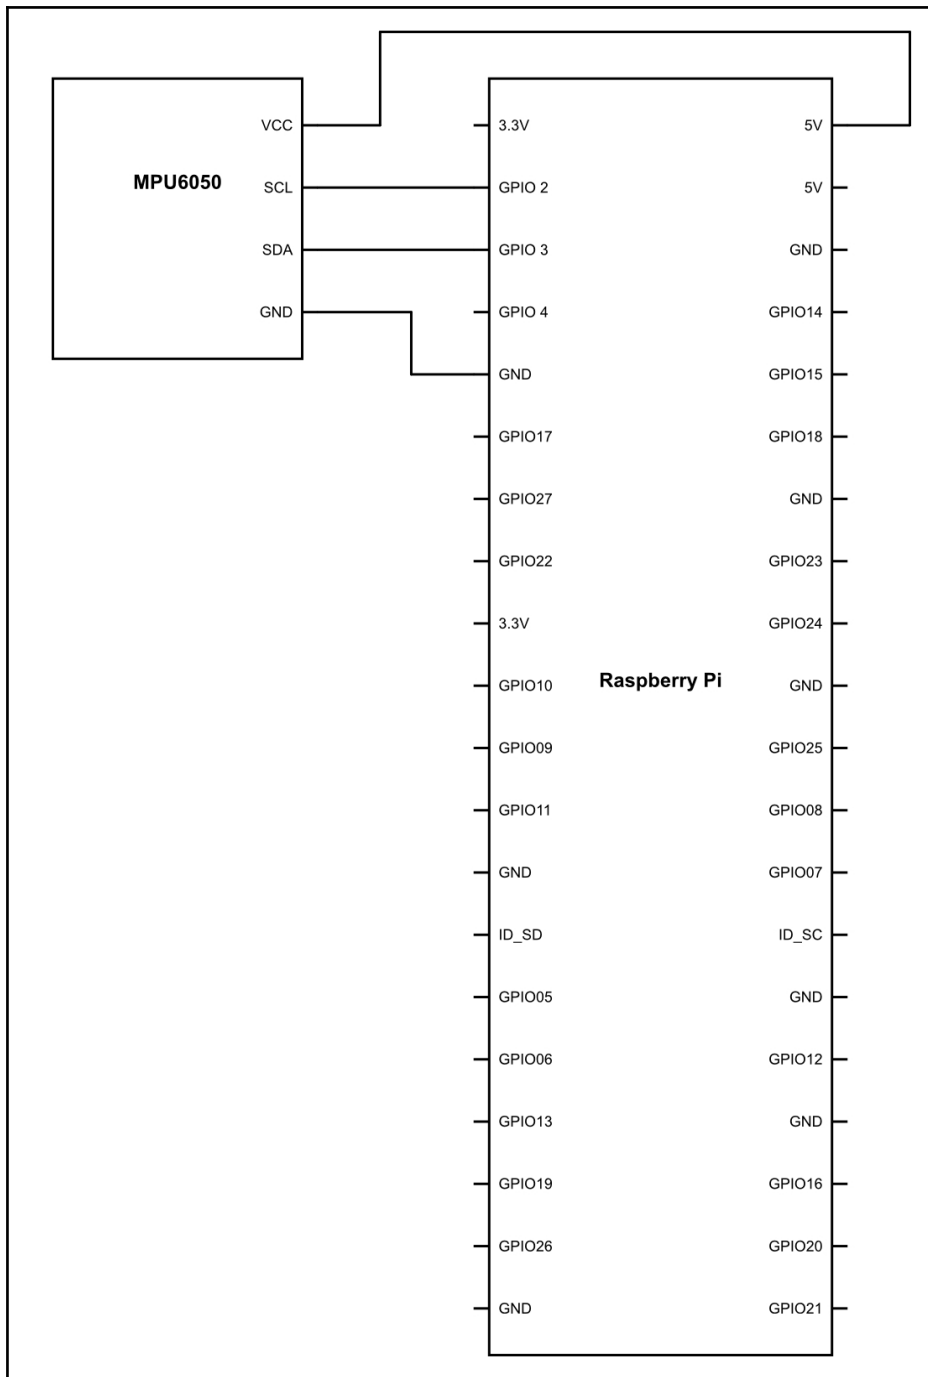 VCC
MPU6050
SCL
SDA
GND
3.3V
GPIO 2
GPIO 3
GPIO 4
GND
GPIO17
GPIO27
GPIO22
3.3V
GPIO10
GPIO09
GPIO11
GND
ID_SD
GPIO05
GPIO06
GPIO13
GPIO19
GPIO26
GND
Raspberry Pi
5V
5V
GND
GPIO14
GPIO15
GPIO18
GND
GPIO23
GPIO24
GND
GPIO25
GPIO08
GPIO07
ID_SC
GND
GPIO12
GND
GPIO16
GPIO20
GPIO21